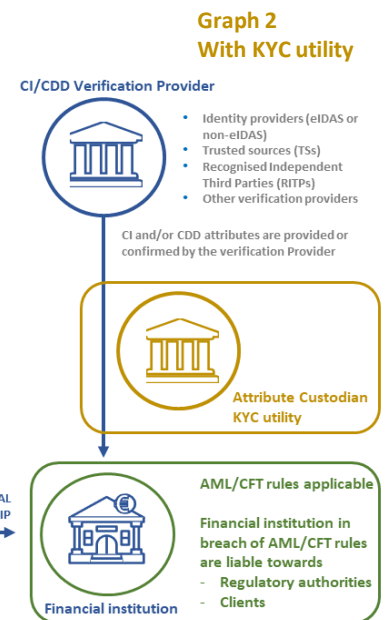 Graph 2
With KYC utility
CI/CDD Verification Provider
• Identity providers (eIDAS or
non-eIDAS)
• Trusted sources (TSs)
• Recognised Independent
Third Parties (RITPs)
• Other verification providers
CI and/or CDD attributes are provided or
confirmed by the verification Provider
Attribute Custodian
KYC utility
AL
IP
AML/CFT rules applicable
Financial institution in
breach of AML/CFT rules
are liable towards
- Regulatory authorities
- Clients
Financial institution